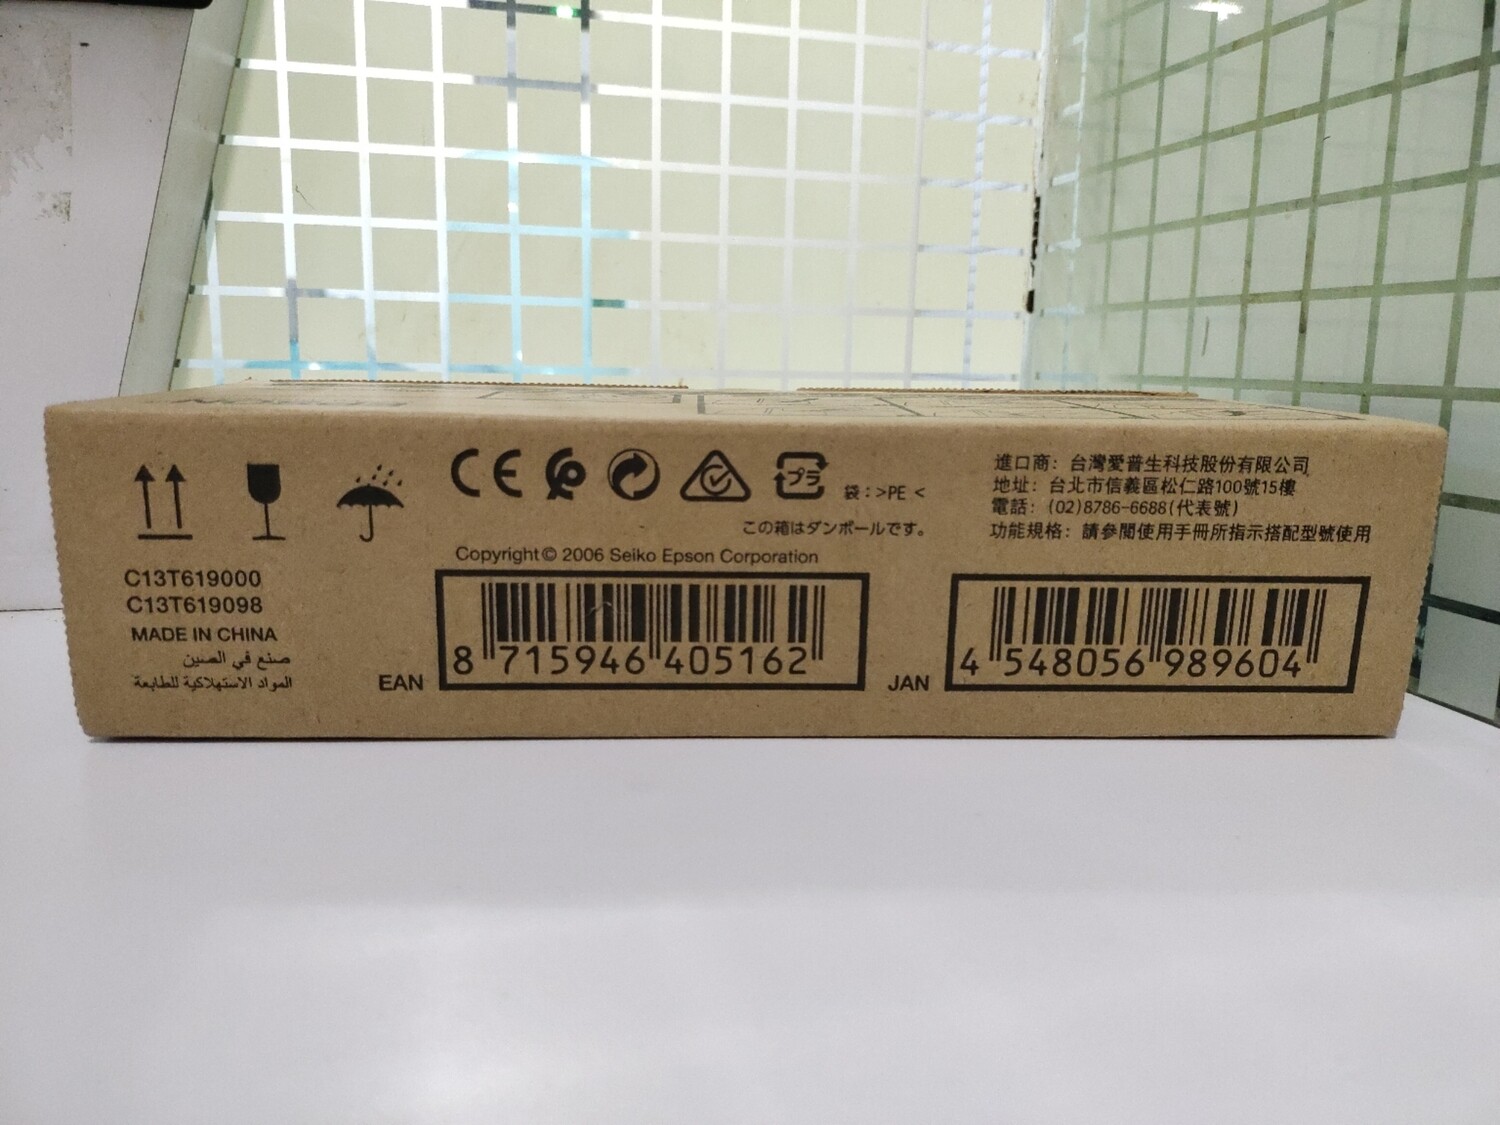 C13T619000
C13T619098
MADE IN CHINA
صنع في الصين
المواد الاستهلاكية للطابعة
CE
プラ
袋：>PE <
この箱はダンボールです。
Copyright © 2006 Seiko Epson Corporation
EAN
8 715946 405162
進口商：台灣愛普生科技股份有限公司
地址：台北市信義區松仁路100號15樓
電話：(02)8786-6688(代表號)
功能規格：請參閱使用手冊所指示搭配型號使用
JAN
4 548056 989604